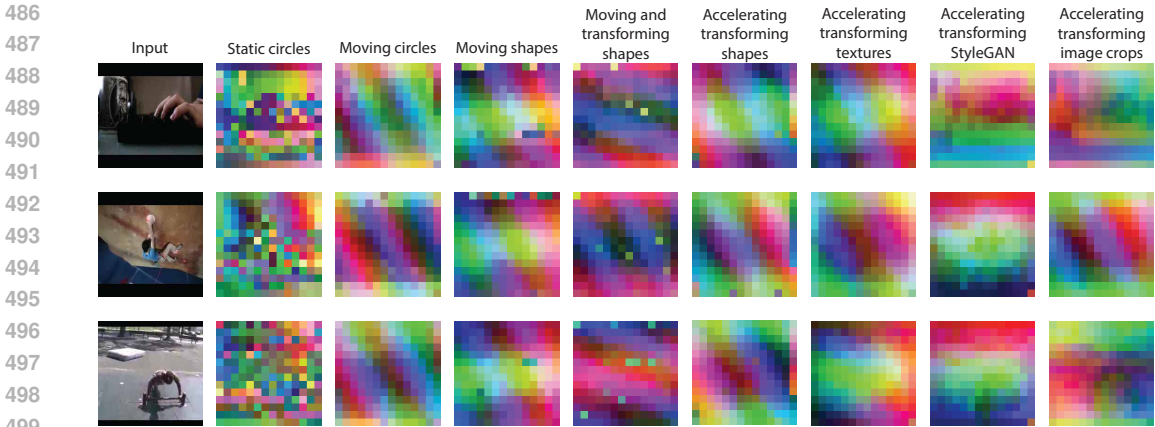 486
487
488
489
490
491
492
493
494
495
496
497
498
499
Input
Static circles
Moving circles
Moving shapes
Moving and
transforming
shapes
Accelerating
transforming
shapes
Accelerating
transforming
textures
Accelerating
transforming
StyleGAN
Accelerating
transforming
image crops